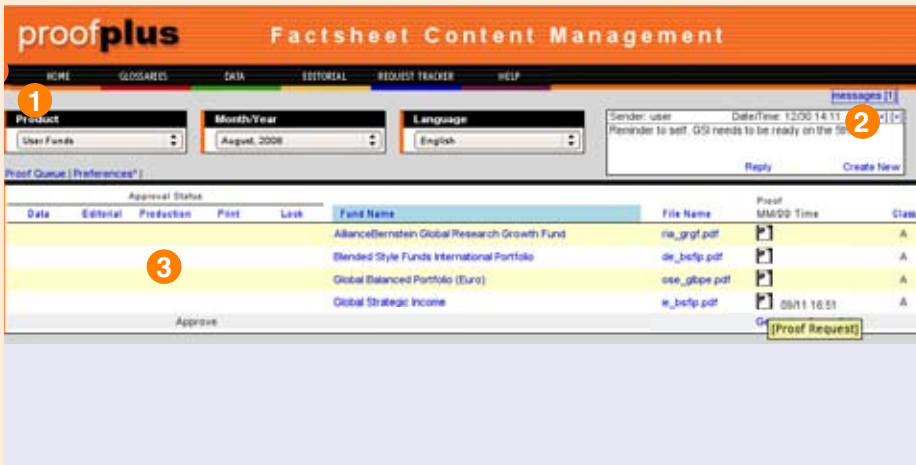 proofplus Factsheet Content Management
HOME GLOSSARIES DATA EDITORIAL REQUEST TRACKER HELP
messages [1]
1
2
Product Month/Year Language
User Funds August, 2006 English
Sender: user Date/Time: 12/30 14:11
Reminder to self. GSI needs to be ready on the
Reply Create New
Proof Queue | Preferences* |
Approval Status
Proof
Data Editorial Production Print Lock Fund Name File Name MM/DD Time Class
AllianceBernstein Global Research Growth Fund ria_grgf.pdf A
Blended Style Funds International Portfolio de_bsfip.pdf A
3
Global Balanced Portfolio (Euro) ose_glbpe.pdf A
Global Strategic Income ie_bsfip.pdf 09/11 16:51 A
Approve
[Proof Request]